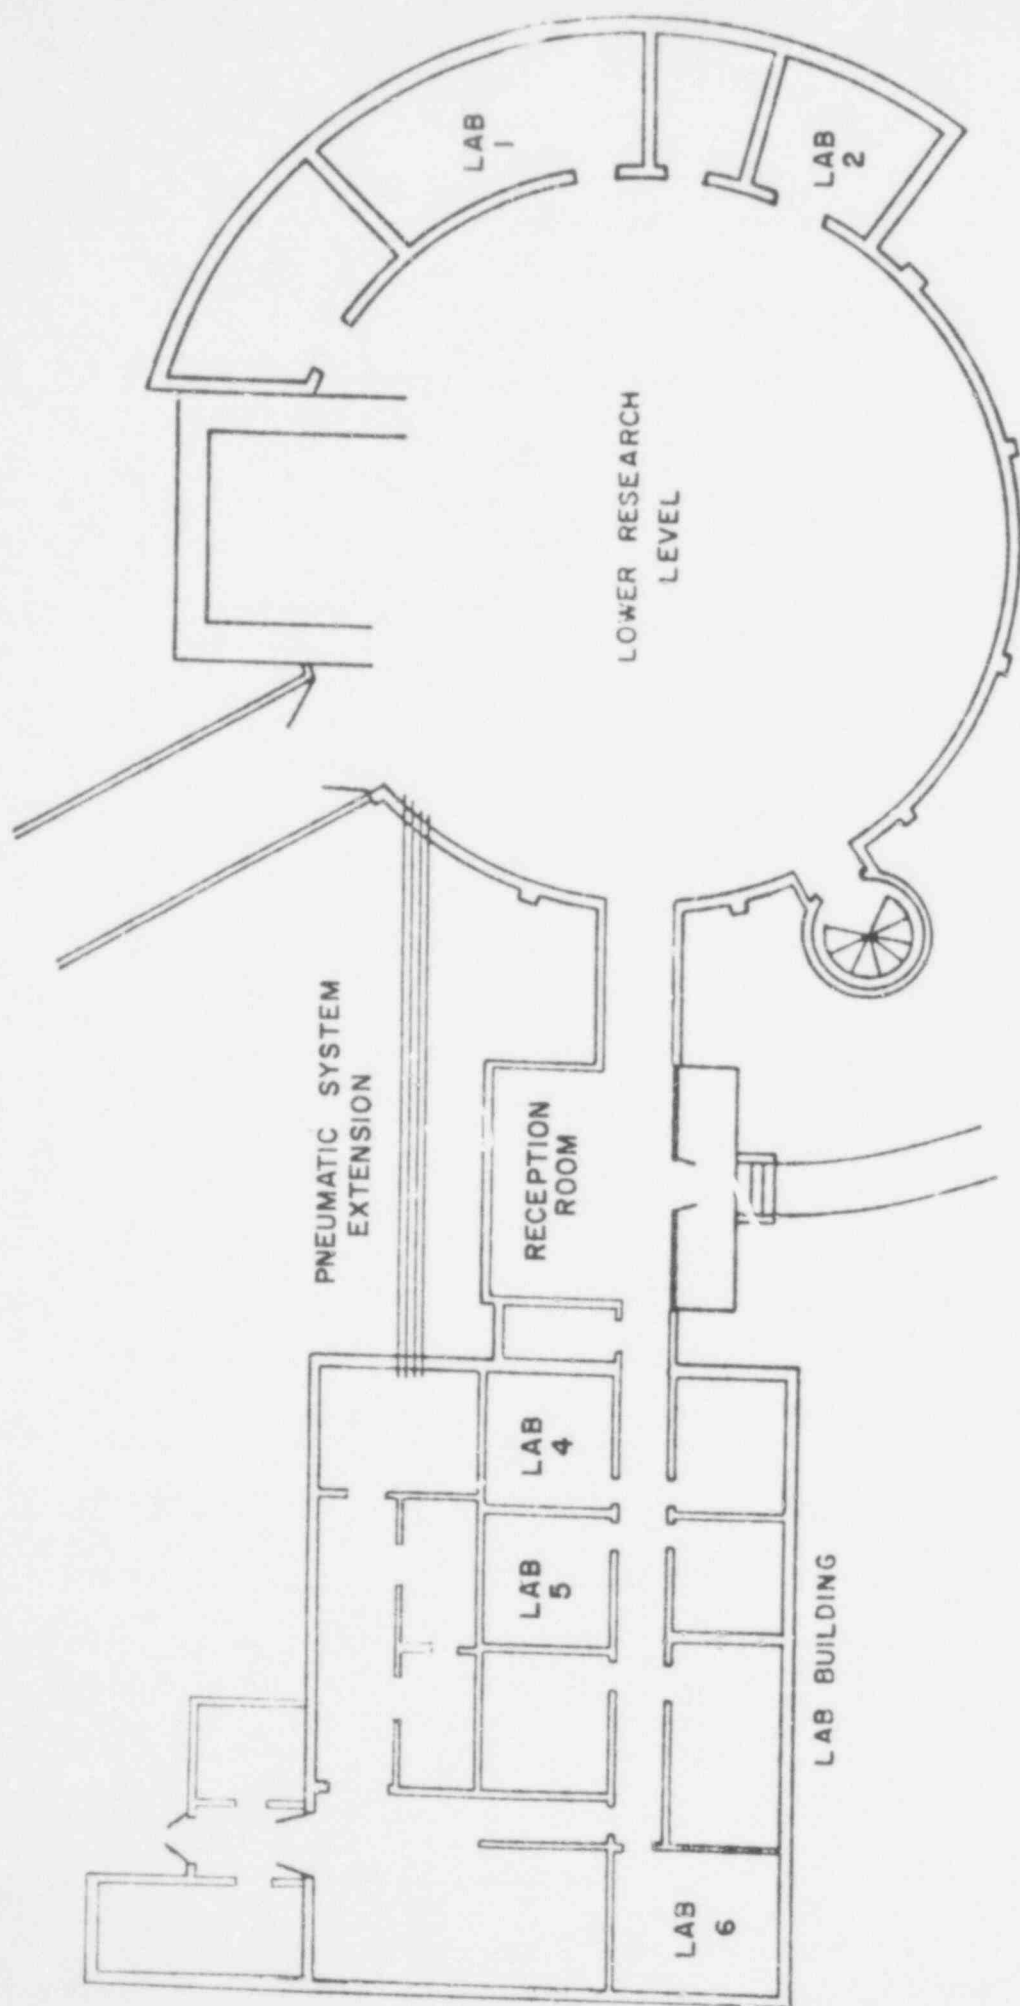 LAB
1
LAB
2
LOWER RESEARCH
LEVEL
PNEUMATIC SYSTEM
EXTENSION
RECEPTION
ROOM
LAB
4
LAB
5
LAB
6
LAB BUILDING